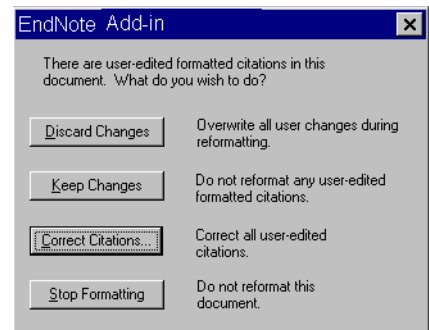 EndNote Add-in
There are user-edited formatted citations in this
document. What do you wish to do?
Discard Changes
Overwrite all user changes during
reformatting.
Keep Changes
Do not reformat any user-edited
formatted citations.
Correct Citations...
Correct all user-edited
citations.
Stop Formatting
Do not reformat this
document.